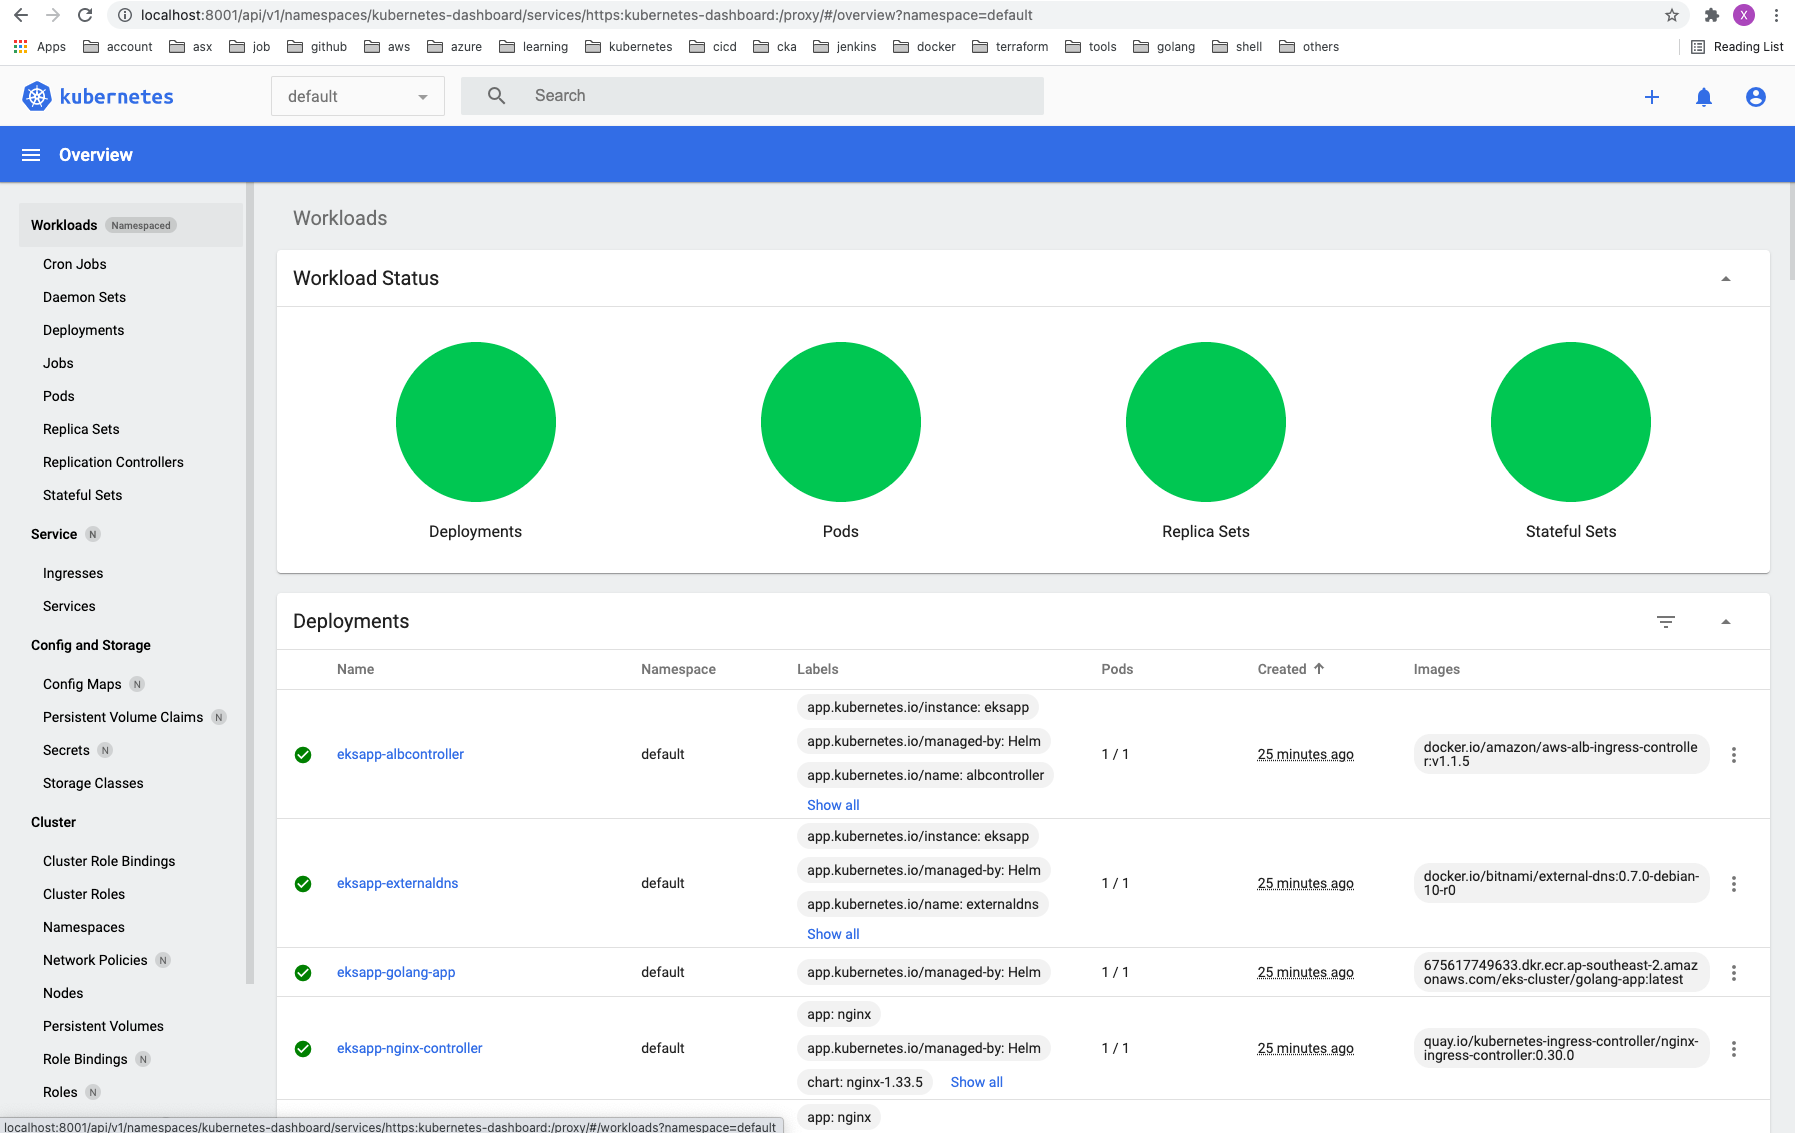 localhost:8001/api/v1/namespaces/kubernetes-dashboard/services/https:kubernetes-dashboard:/proxy/#/overview?namespace=default
X
Apps account asx job github aws azure learning kubernetes cicd cka jenkins docker terraform tools golang shell others Reading List
kubernetes default Search
Overview
Workloads Namespaced
Cron Jobs
Daemon Sets
Deployments
Jobs
Pods
Replica Sets
Replication Controllers
Stateful Sets
Service N
Ingresses
Services
Config and Storage
Config Maps N
Persistent Volume Claims N
Secrets N
Storage Classes
Cluster
Cluster Role Bindings
Cluster Roles
Namespaces
Network Policies N
Nodes
Persistent Volumes
Role Bindings N
Roles N
Workloads
Workload Status
Deployments Pods Replica Sets Stateful Sets
Deployments
Name Namespace Labels Pods Created Images
eksapp-albcontroller default
app.kubernetes.io/instance: eksapp
app.kubernetes.io/managed-by: Helm
app.kubernetes.io/name: albcontroller
Show all
1 / 1 25 minutes ago
docker.io/amazon/aws-alb-ingress-controlle
r:v1.1.5
eksapp-externaldns default
app.kubernetes.io/instance: eksapp
app.kubernetes.io/managed-by: Helm
app.kubernetes.io/name: externaldns
Show all
1 / 1 25 minutes ago
docker.io/bitnami/external-dns:0.7.0-debian-
10-r0
eksapp-golang-app default
app.kubernetes.io/managed-by: Helm
1 / 1 25 minutes ago
675617749633.dkr.ecr.ap-southeast-2.amaz
onaws.com/eks-cluster/golang-app:latest
eksapp-nginx-controller default
app: nginx
app.kubernetes.io/managed-by: Helm
chart: nginx-1.33.5 Show all
1 / 1 25 minutes ago
quay.io/kubernetes-ingress-controller/nginx-
ingress-controller:0.30.0
app: nginx
localhost:8001/api/v1/namespaces/kubernetes-dashboard/services/https:kubernetes-dashboard:/proxy/#/workloads?namespace=default